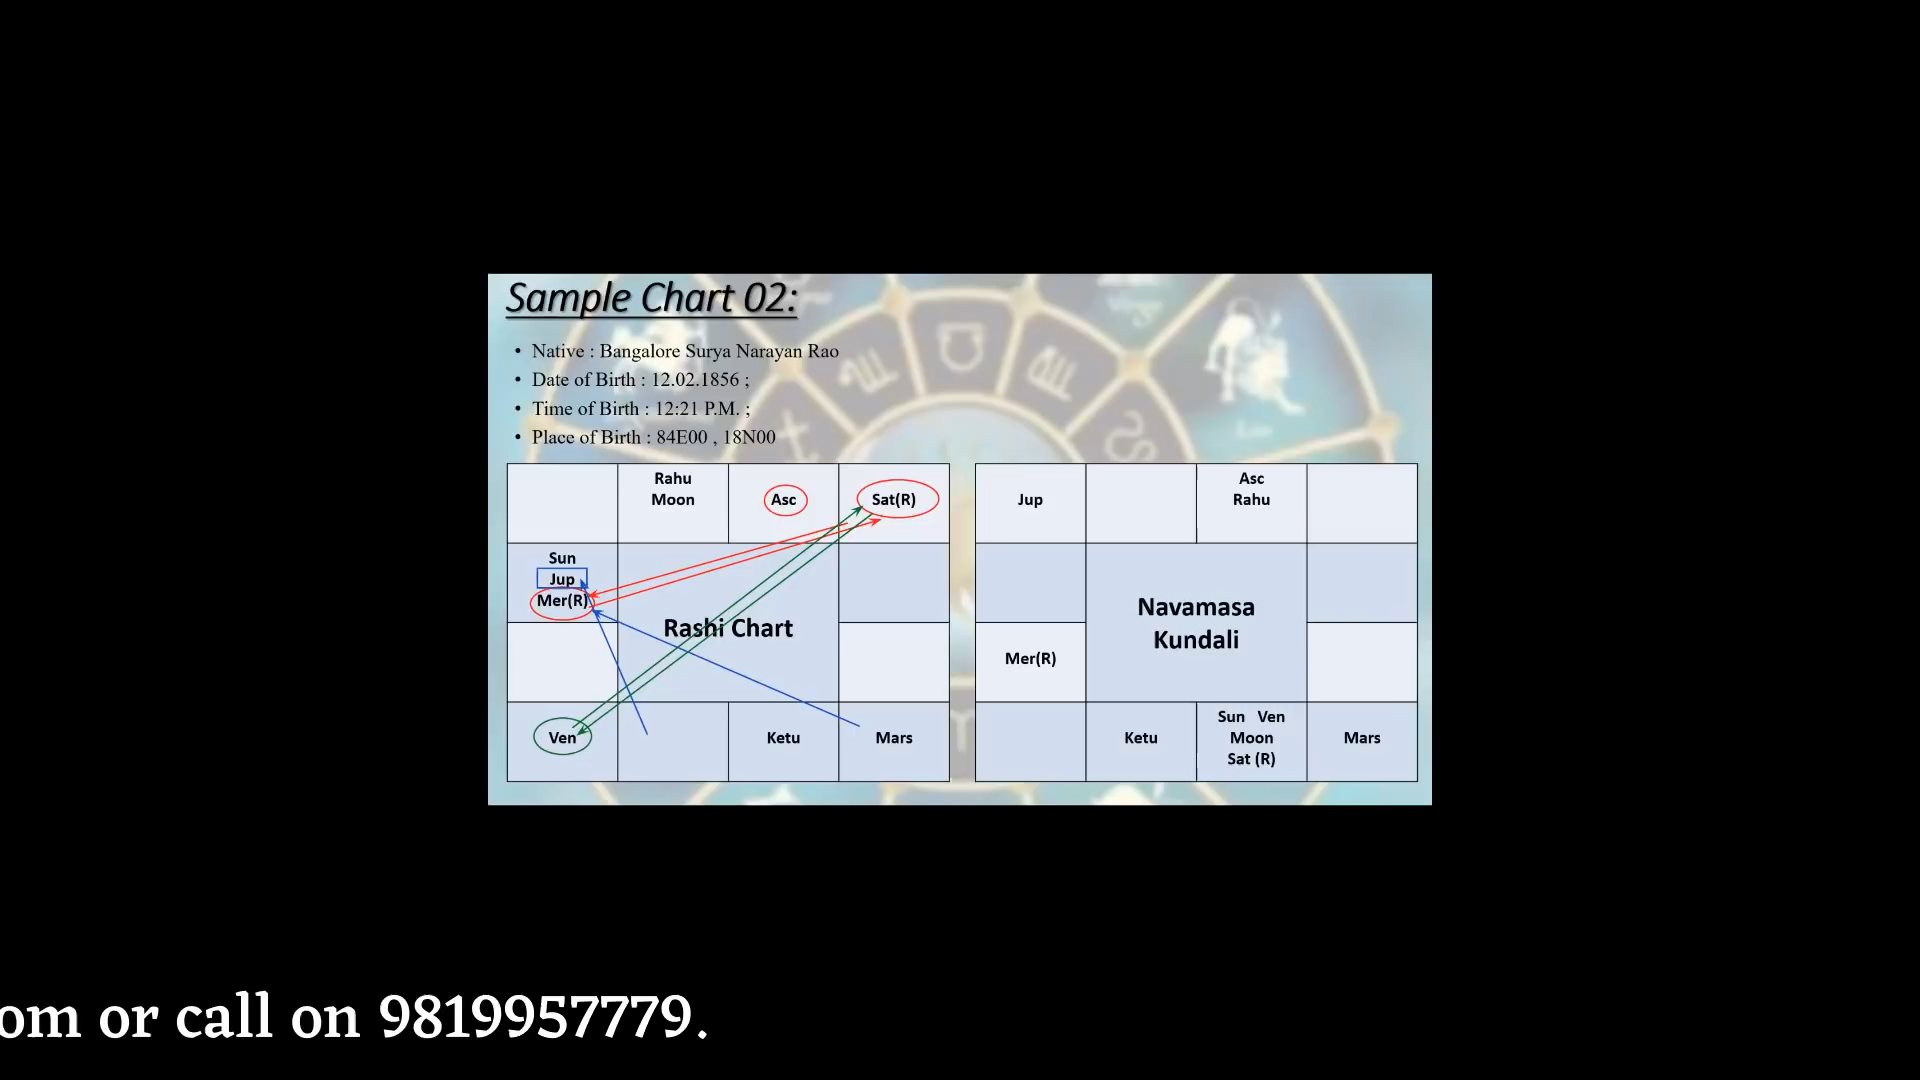 Sample Chart 02:
• Native : Bangalore Surya Narayan Rao
• Date of Birth : 12.02.1856 ;
• Time of Birth : 12:21 P.M. ;
• Place of Birth : 84E00 , 18N00
Rahu
Moon
Asc
Sat(R)
Sun
Jup
Mer(R)
Rashi Chart
Ven
Ketu
Mars
Jup
Asc
Rahu
Navamasa
Kundali
Mer(R)
Ketu
Sun Ven
Moon
Sat (R)
Mars
om or call on 9819957779.